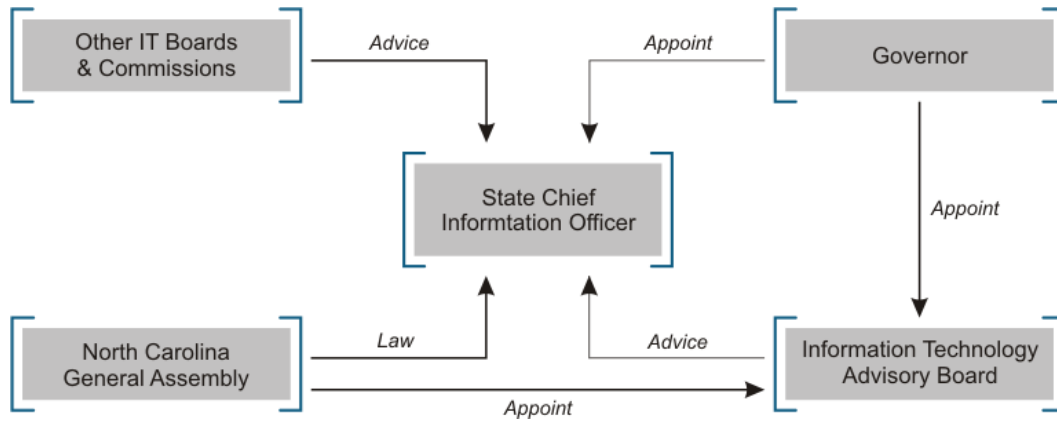 Other IT Boards
& Commissions
Advice
Appoint
Governor
State Chief
Informtation Officer
Appoint
North Carolina
General Assembly
Law
Advice
Information Technology
Advisory Board
Appoint